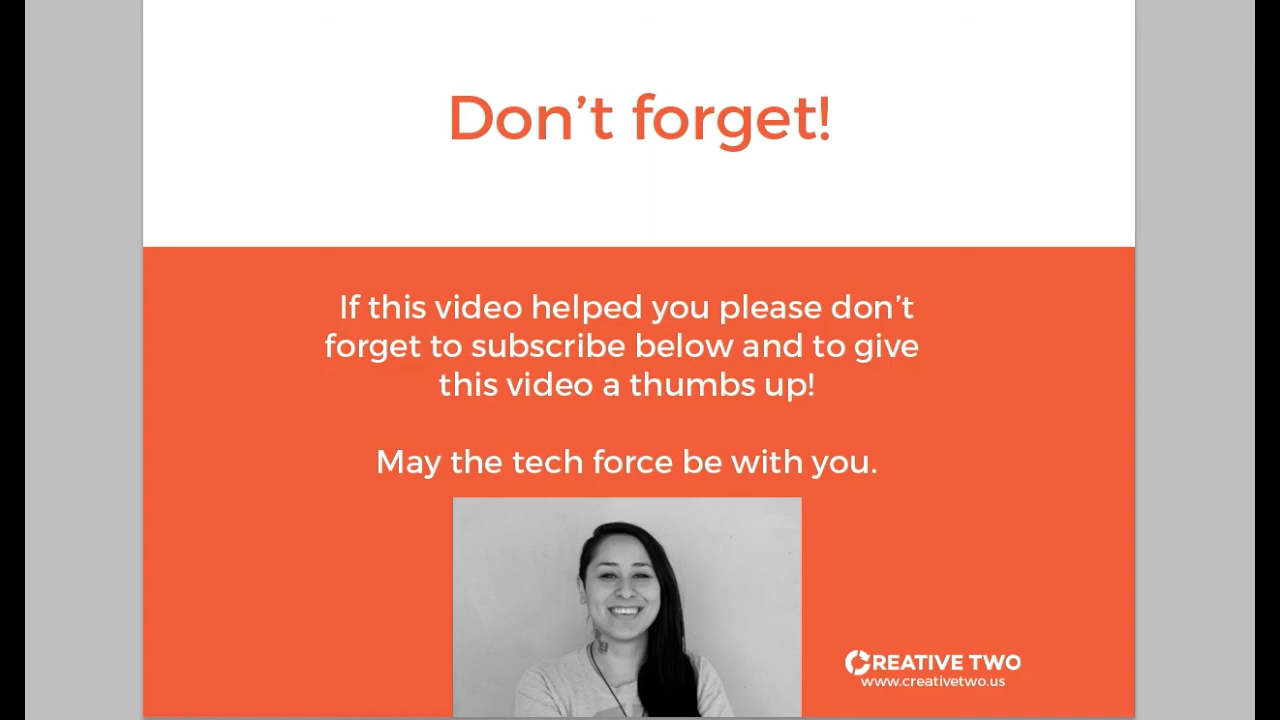 Don't forget!
If this video helped you please don't
forget to subscribe below and to give
this video a thumbs up!
May the tech force be with you.
CREATIVE TWO
www.creativetwo.us